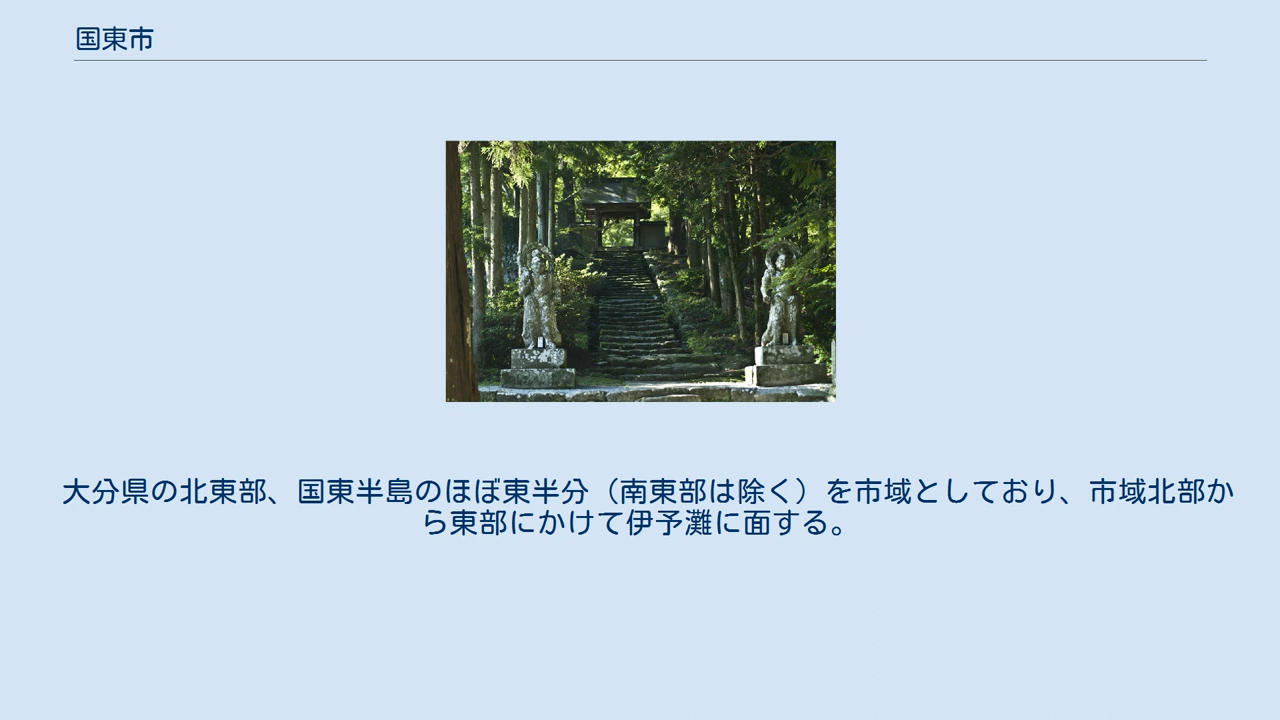 国東市
大分県の北東部、国東半島のほぼ東半分（南東部は除く）を市域としており、市域北部か
ら東部にかけて伊予灘に面する。